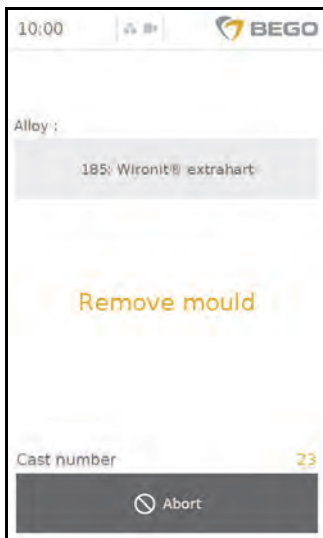 10:00
BEGO
Alloy :
185: Wironit® extrahart
Remove mould
Cast number 23
Abort